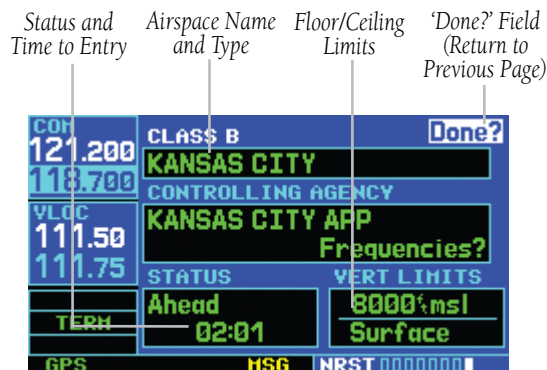 Status and
Time to Entry
Airspace Name
and Type
Floor/Ceiling
Limits
'Done?' Field
(Return to
Previous Page)
COM
121.200
118.700
VLOC
111.50
111.75
TERM
GPS
CLASS B
Done?
KANSAS CITY
CONTROLLING AGENCY
KANSAS CITY APP
Frequencies?
STATUS
Ahead
02:01
VERT LIMITS
8000ft msl
Surface
MSG
NRST